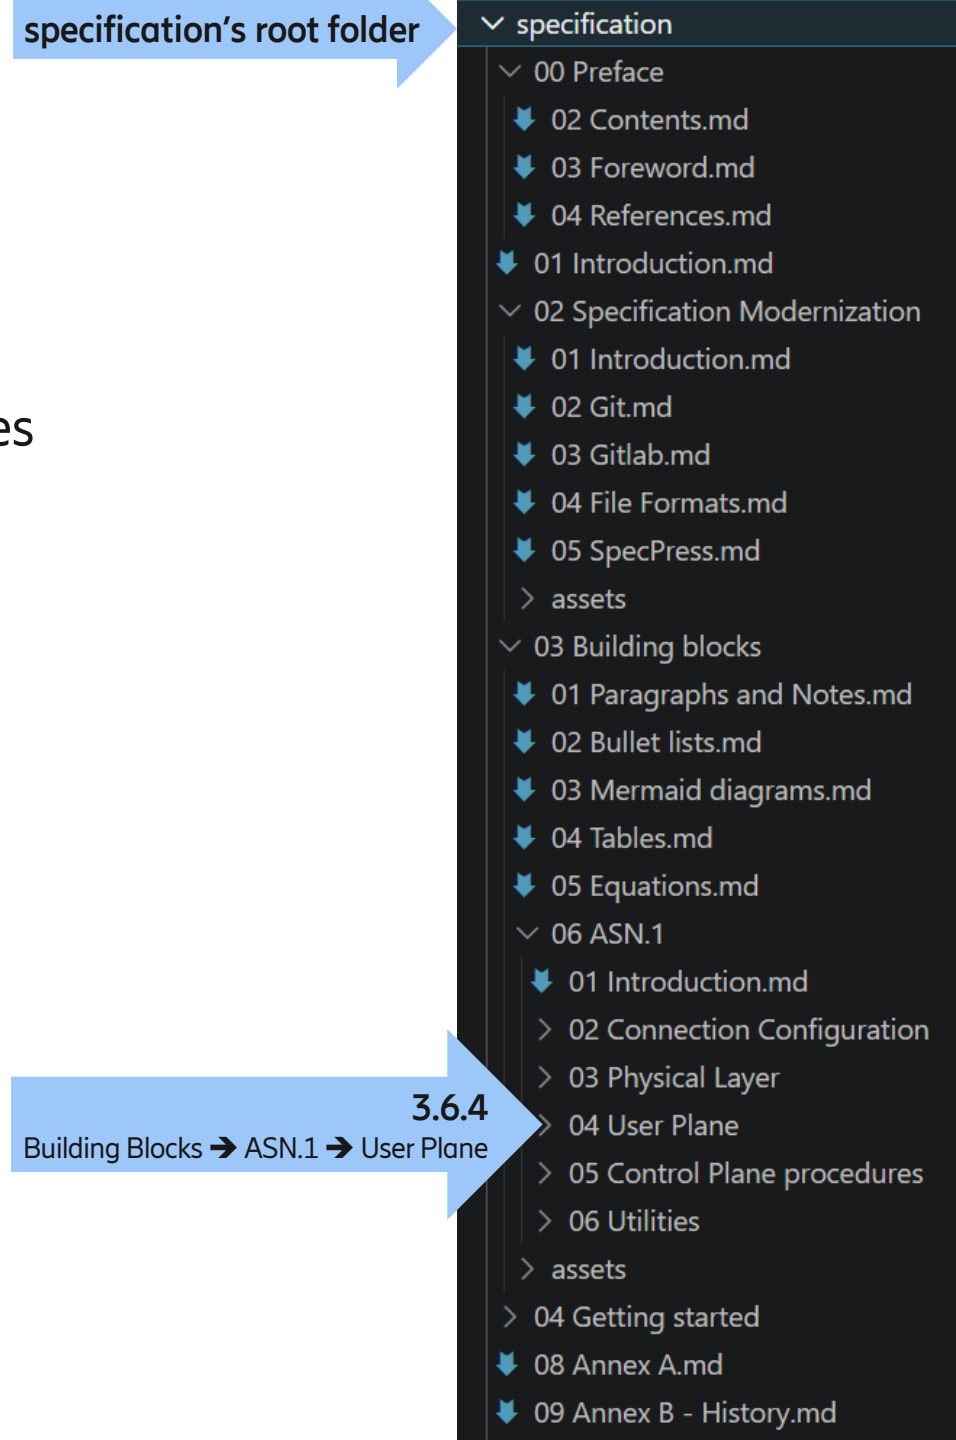 specification's root folder
specification
00 Preface
02 Contents.md
03 Foreword.md
04 References.md
01 Introduction.md
02 Specification Modernization
01 Introduction.md
02 Git.md
es
03 Gitlab.md
04 File Formats.md
05 SpecPress.md
assets
03 Building blocks
01 Paragraphs and Notes.md
02 Bullet lists.md
03 Mermaid diagrams.md
04 Tables.md
05 Equations.md
06 ASN.1
01 Introduction.md
02 Connection Configuration
03 Physical Layer
3.6.4
Building Blocks ➔ ASN.1 ➔ User Plane
04 User Plane
05 Control Plane procedures
06 Utilities
assets
04 Getting started
08 Annex A.md
09 Annex B - History.md